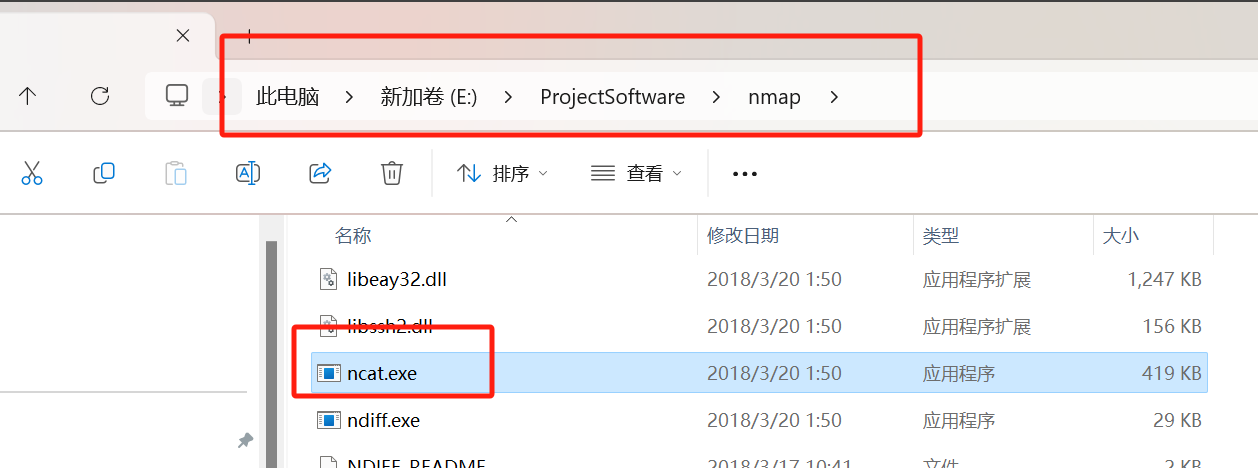 此电脑 > 新加卷 (E:) > ProjectSoftware > nmap >
排序 查看
名称 修改日期 类型 大小
libeay32.dll 2018/3/20 1:50 应用程序扩展 1,247 KB
libssh2.dll 2018/3/20 1:50 应用程序扩展 156 KB
ncat.exe 2018/3/20 1:50 应用程序 419 KB
ndiff.exe 2018/3/20 1:50 应用程序 29 KB
NDIFF_README 2018/3/17 10:41 文件 2 KB